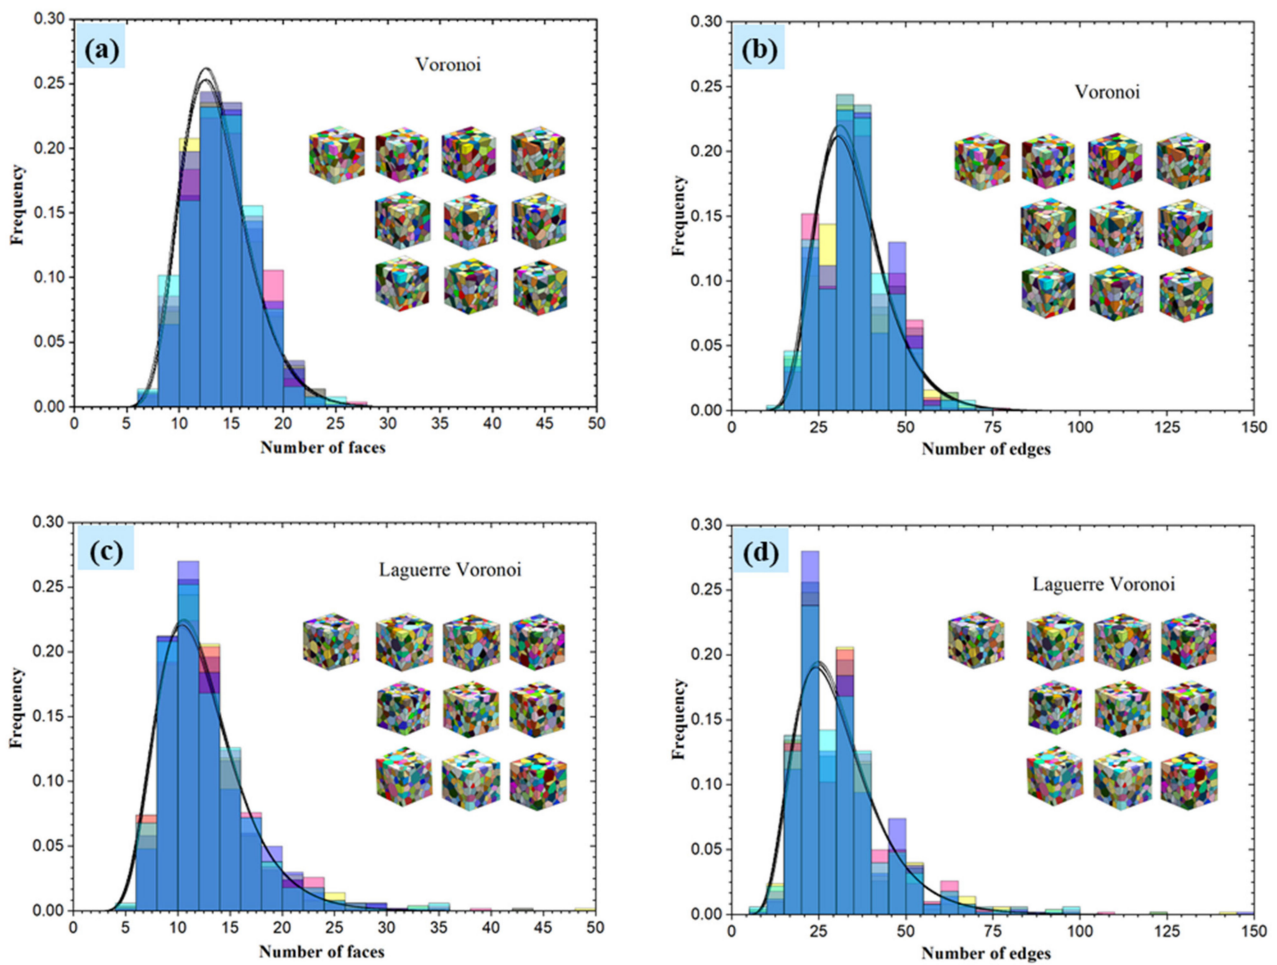 (a)
Voronoi
0.30
0.25
0.20
0.15
0.10
0.05
0.00
Frequency
0 5 10 15 20 25 30 35 40 45 50
Number of faces
(b)
Voronoi
0.30
0.25
0.20
0.15
0.10
0.05
0.00
Frequency
0 25 50 75 100 125 150
Number of edges
(c)
Laguerre Voronoi
0.30
0.25
0.20
0.15
0.10
0.05
0.00
Frequency
0 5 10 15 20 25 30 35 40 45 50
Number of faces
(d)
Laguerre Voronoi
0.30
0.25
0.20
0.15
0.10
0.05
0.00
Frequency
0 25 50 75 100 125 150
Number of edges